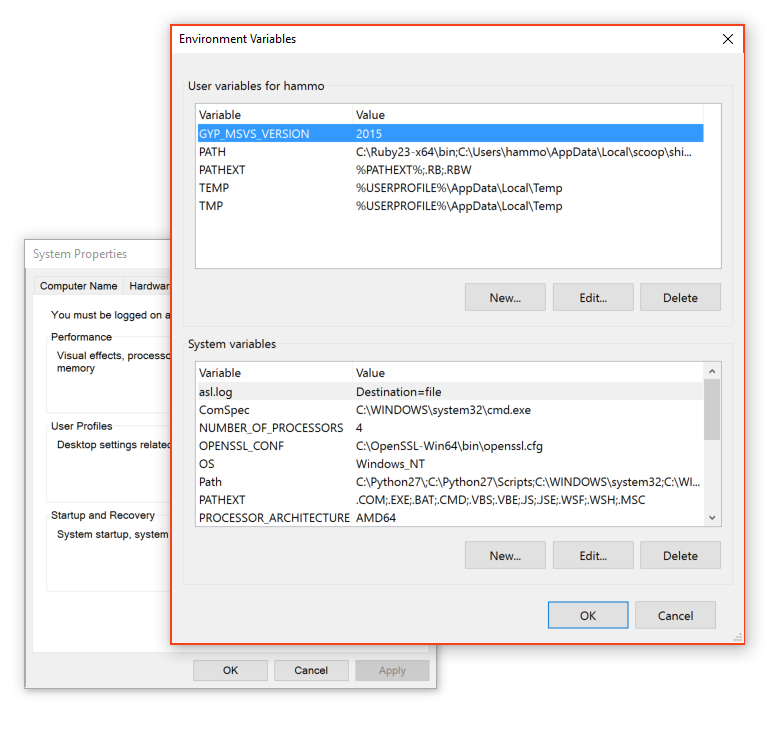 Environment Variables
User variables for hammo
Variable Value
GYP_MSVS_VERSION 2015
PATH C:\Ruby23-x64\bin;C:\Users\hammo\AppData\Local\scoop\shi...
PATHEXT %PATHEXT%;.RB;.RBW
TEMP %USERPROFILE%\AppData\Local\Temp
TMP %USERPROFILE%\AppData\Local\Temp
New... Edit... Delete
System variables
Variable Value
asl.log Destination=file
ComSpec C:\WINDOWS\system32\cmd.exe
NUMBER_OF_PROCESSORS 4
OPENSSL_CONF C:\OpenSSL-Win64\bin\openssl.cfg
OS Windows_NT
Path C:\Python27\;C:\Python27\Scripts;C:\WINDOWS\system32;C:\WI...
PATHEXT .COM;.EXE;.BAT;.CMD;.VBS;.VBE;.JS;.JSE;.WSF;.WSH;.MSC
PROCESSOR_ARCHITECTURE AMD64
New... Edit... Delete
OK Cancel
System Properties
Computer Name Hardwar
You must be logged on a
Performance
Visual effects, processo
memory
User Profiles
Desktop settings related
Startup and Recovery
System startup, system
OK Cancel Apply